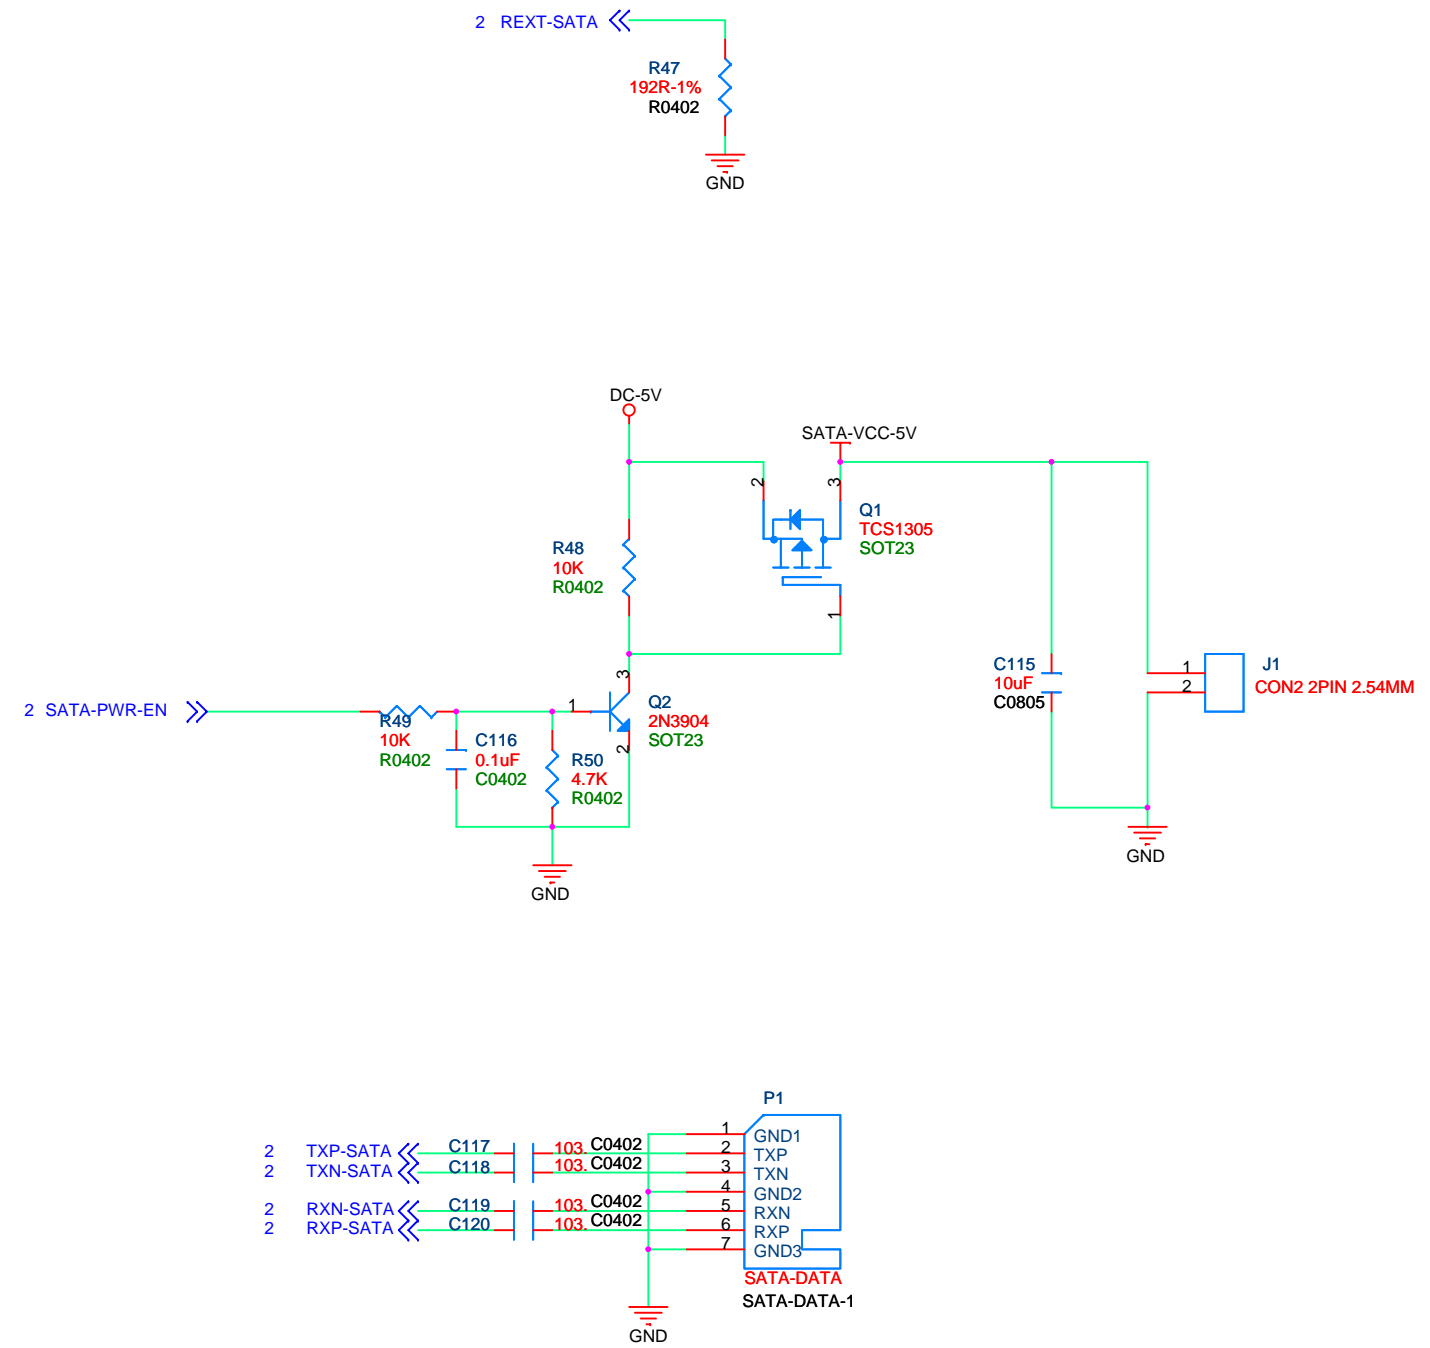 2 REXT-SATA
R47
192R-1%
R0402
GND
DC-5V
SATA-VCC-5V
2
3
Q1
TCS1305
SOT23
R48
10K
R0402
1
3
C115
10uF
C0805
1
2
J1
CON2 2PIN 2.54MM
2 SATA-PWR-EN
R49
10K
R0402
1
Q2
2N3904
SOT23
2
C116
0.1uF
C0402
R50
4.7K
R0402
GND
GND
P1
2 TXP-SATA C117 103. C0402 2 TXP
1 GND1
2 TXN-SATA C118 103. C0402 3 TXN
4 GND2
2 RXN-SATA C119 103. C0402 5 RXN
2 RXP-SATA C120 103. C0402 6 RXP
7 GND3
SATA-DATA
SATA-DATA-1
GND